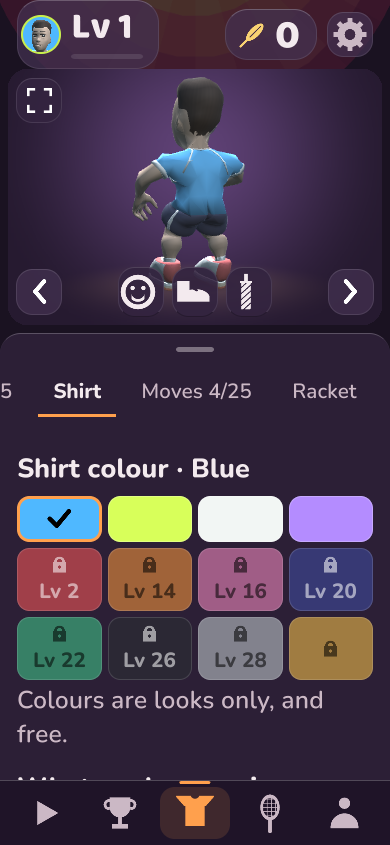 Lv 1
0
5
Shirt
Moves 4/25
Racket
Shirt colour · Blue
Lv 2
Lv 14
Lv 16
Lv 20
Lv 22
Lv 26
Lv 28
Colours are looks only, and
free.